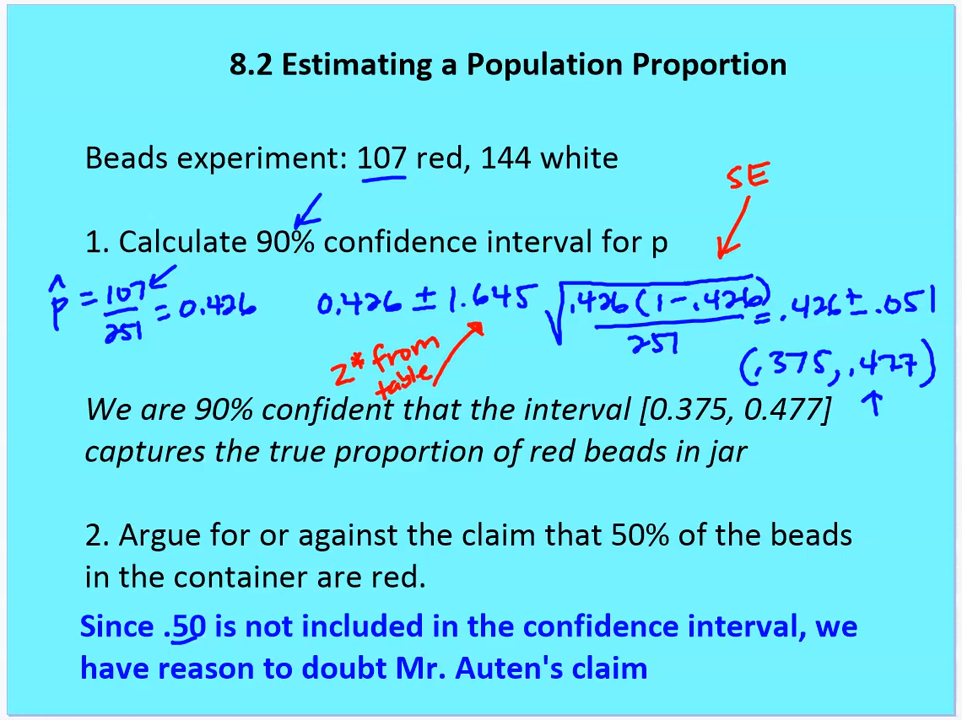 8.2 Estimating a Population Proportion
Beads experiment: 107 red, 144 white
SE
1. Calculate 90% confidence interval for p
p̂ = 107/251 = 0.426 0.426 ± 1.645 √(.426(1-.426)/251) = .426 ± .051
z* from table
(.375, .477)
We are 90% confident that the interval [0.375, 0.477]
captures the true proportion of red beads in jar
2. Argue for or against the claim that 50% of the beads
in the container are red.
Since .50 is not included in the confidence interval, we
have reason to doubt Mr. Auten's claim